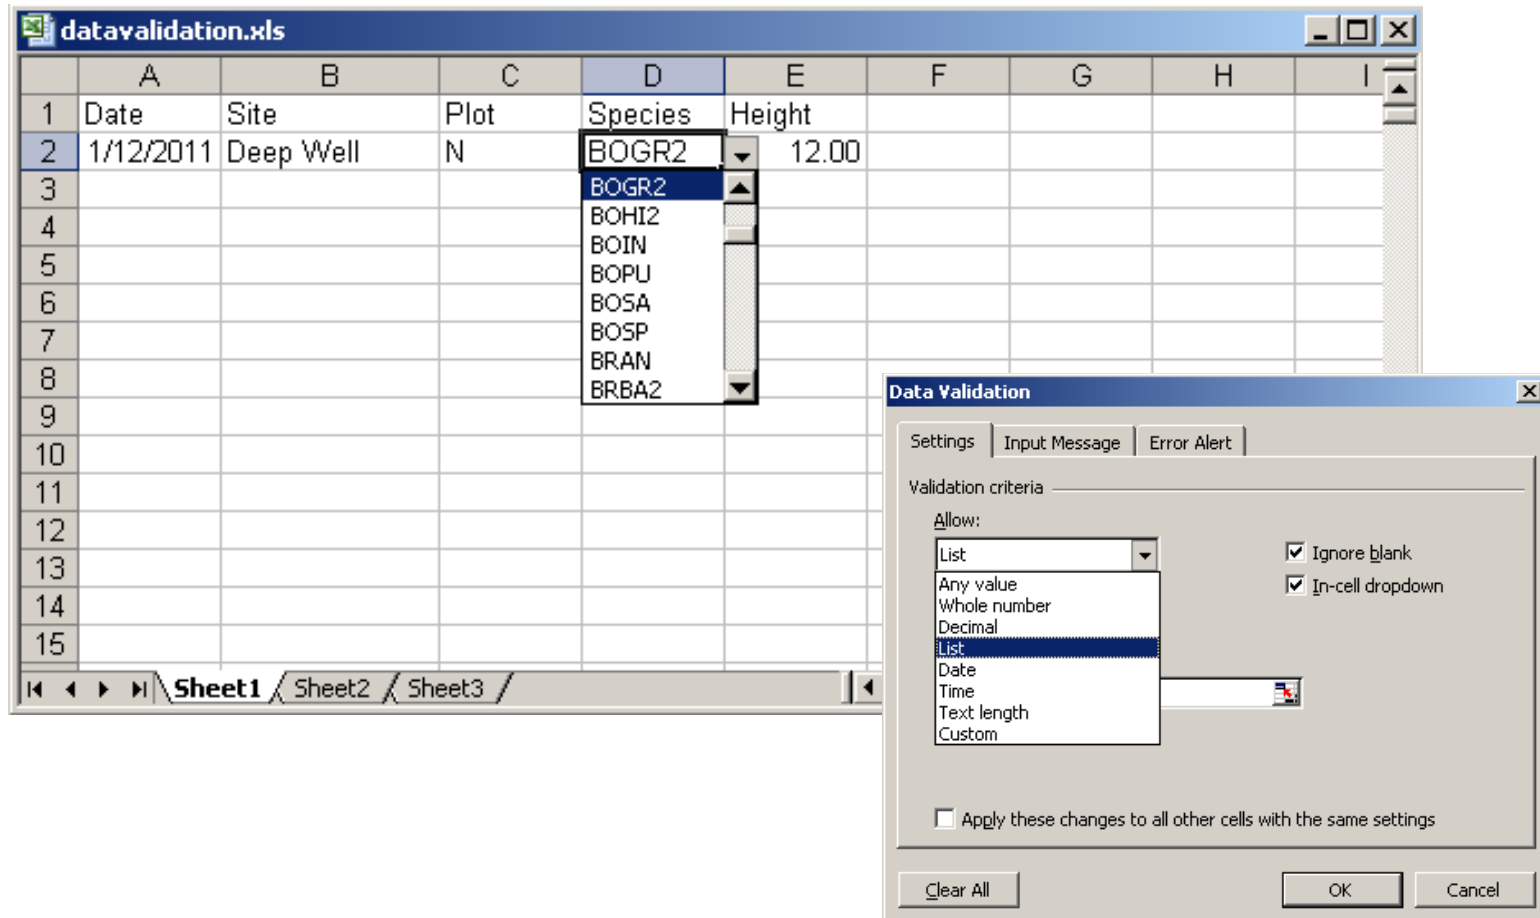 datavalidation.xls
A B C D E F G H I
1 Date Site Plot Species Height
2 1/12/2011 Deep Well N BOGR2 12.00
3 BOGR2
4 BOHI2
5 BOIN
BOPU
6 BOSA
7 BOSP
BRAN
8 BRBA2
9
10
11
12
13
14
15
Sheet1 Sheet2 Sheet3
Data Validation
Settings Input Message Error Alert
Validation criteria
Allow:
List Ignore blank
Any value In-cell dropdown
Whole number
Decimal
List
Date
Time
Text length
Custom
Apply these changes to all other cells with the same settings
Clear All OK Cancel